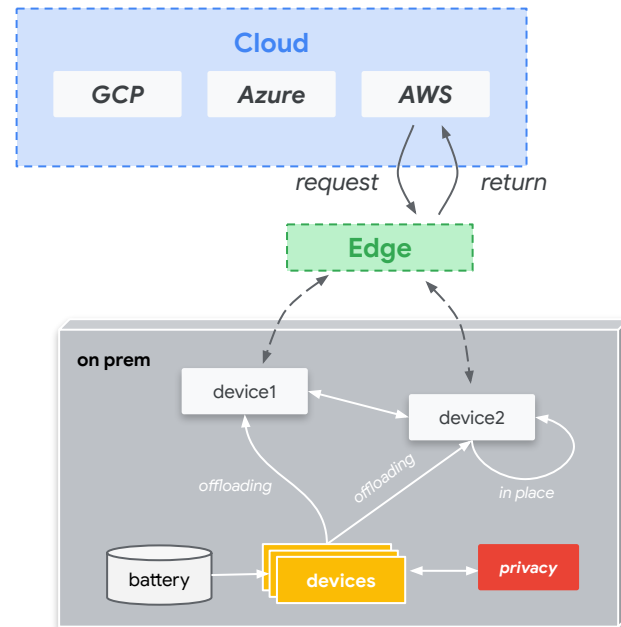 Cloud
GCP
Azure
AWS
request
return
Edge
on prem
device1
device2
offloading
offloading
in place
battery
devices
privacy